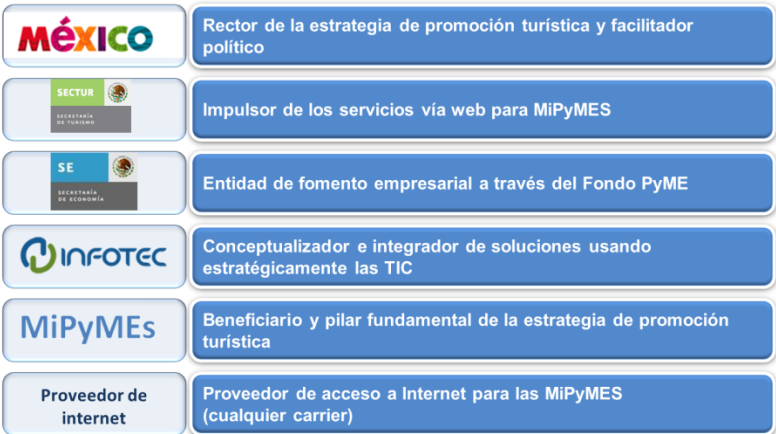 México
Rector de la estrategia de promoción turística y facilitador
político
SECTUR
SECRETARÍA
DE TURISMO
Impulsor de los servicios vía web para MiPyMES
SE
SECRETARÍA
DE ECONOMÍA
Entidad de fomento empresarial a través del Fondo PyME
INFOTEC
Conceptualizador e integrador de soluciones usando
estratégicamente las TIC
MiPyMEs
Beneficiario y pilar fundamental de la estrategia de promoción
turística
Proveedor de
internet
Proveedor de acceso a Internet para las MiPyMES
(cualquier carrier)